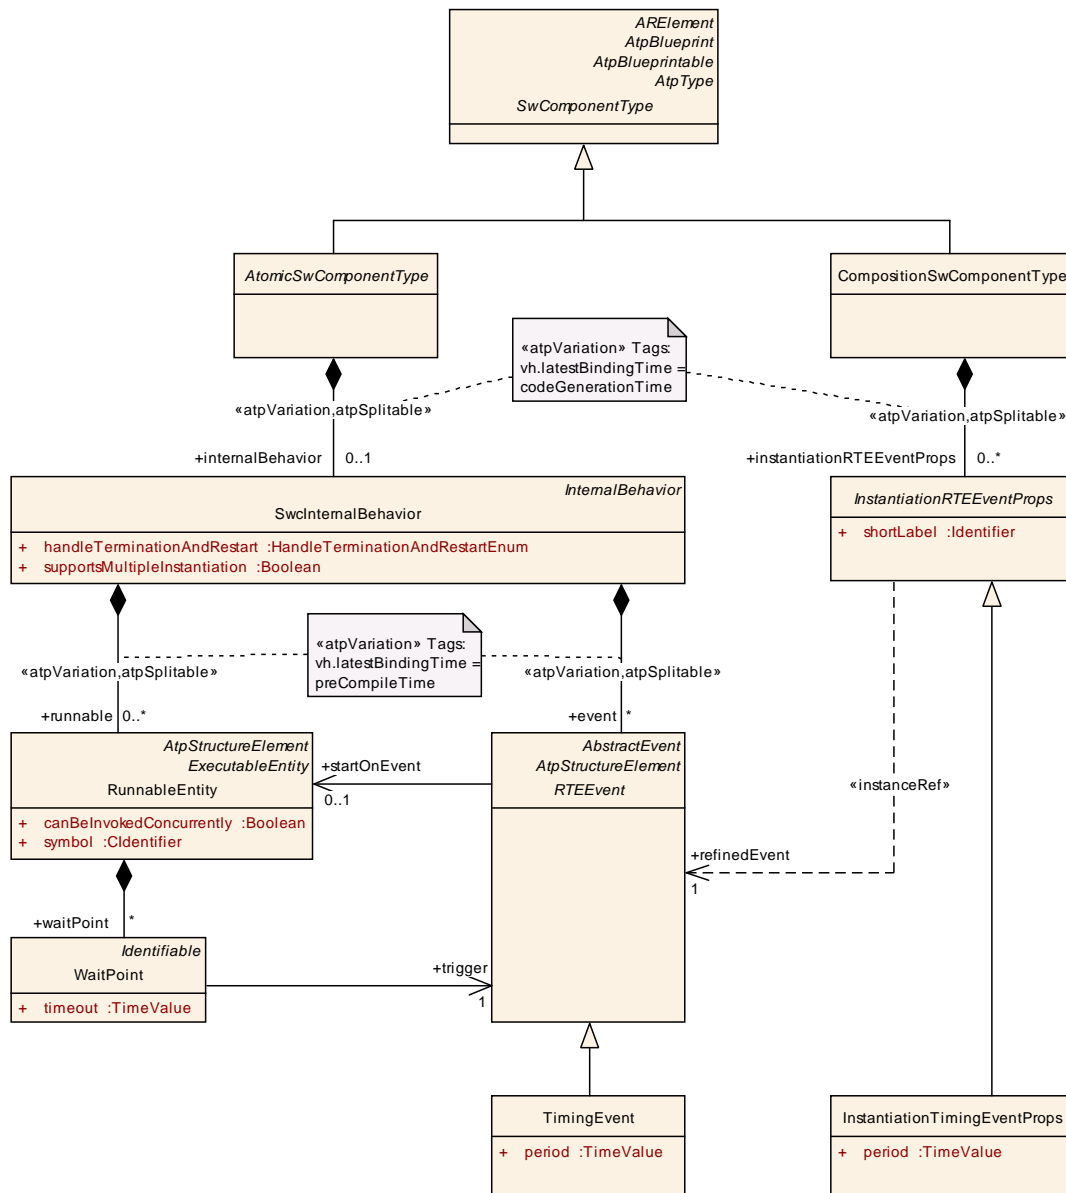 ARElement
AtpBlueprint
AtpBlueprintable
AtpType
SwComponentType
AtomicSwComponentType
CompositionSwComponentType
«atpVariation» Tags:
vh.latestBindingTime =
codeGenerationTime
«atpVariation,atpSplitable»
«atpVariation,atpSplitable»
+internalBehavior 0..1
+instantiationRTEEventProps 0..*
InternalBehavior
SwcInternalBehavior
+ handleTerminationAndRestart :HandleTerminationAndRestartEnum
+ supportsMultipleInstantiation :Boolean
InstantiationRTEEventProps
+ shortLabel :Identifier
«atpVariation» Tags:
vh.latestBindingTime =
preCompileTime
«atpVariation,atpSplitable»
«atpVariation,atpSplitable»
+runnable 0..*
+event *
AtpStructureElement
ExecutableEntity
RunnableEntity
+ canBeInvokedConcurrently :Boolean
+ symbol :CIdentifier
+startOnEvent
0..1
AbstractEvent
AtpStructureElement
RTEEvent
«instanceRef»
+refinedEvent
1
+waitPoint *
Identifiable
WaitPoint
+ timeout :TimeValue
+trigger
1
TimingEvent
+ period :TimeValue
InstantiationTimingEventProps
+ period :TimeValue